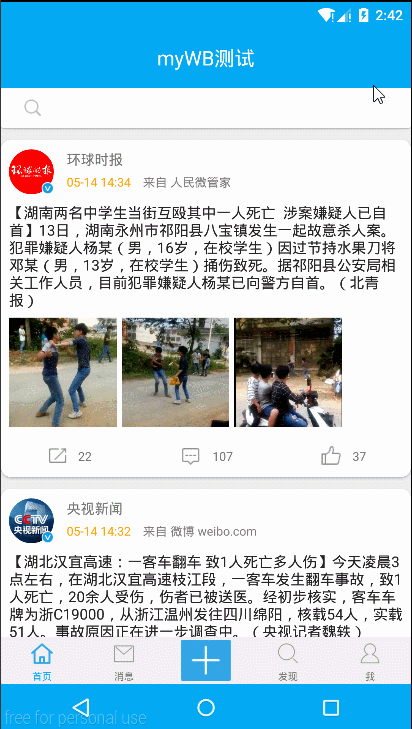 2:42
myWB测试
环球时报
环球时报
05-14 14:34 来自 人民微管家
【湖南两名中学生当街互殴其中一人死亡 涉案嫌疑人已自
首】13日，湖南永州市祁阳县八宝镇发生一起故意杀人案。
犯罪嫌疑人杨某（男，16岁，在校学生）因过节持水果刀将
邓某（男，13岁，在校学生）捅伤致死。据祁阳县公安局相
关工作人员，目前犯罪嫌疑人杨某已向警方自首。（北青
报）
22 107 37
CCTV
央视新闻
央视新闻
05-14 14:32 来自 微博 weibo.com
【湖北汉宜高速：一客车翻车 致1人死亡多人伤】今天凌晨3
点左右，在湖北汉宜高速枝江段，一客车发生翻车事故，致1
人死亡，20余人受伤，伤者已被送医。经初步核实，客车车
牌为浙C19000，从浙江温州发往四川绵阳，核载54人，实载
51人。事故原因正在进一步调查中。（央视记者魏轶）
首页 消息 发现 我
free for personal use